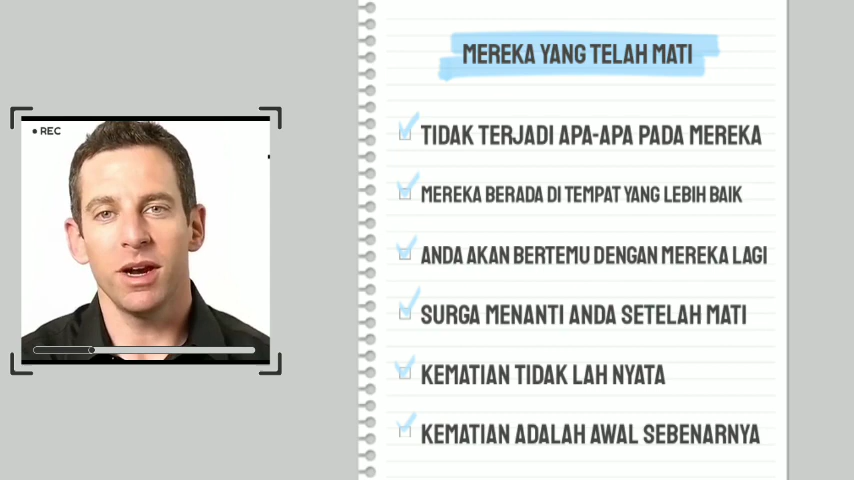 REC
MEREKA YANG TELAH MATI
TIDAK TERJADI APA-APA PADA MEREKA
MEREKA BERADA DI TEMPAT YANG LEBIH BAIK
ANDA AKAN BERTEMU DENGAN MEREKA LAGI
SURGA MENANTI ANDA SETELAH MATI
KEMATIAN TIDAK LAH NYATA
KEMATIAN ADALAH AWAL SEBENARNYA